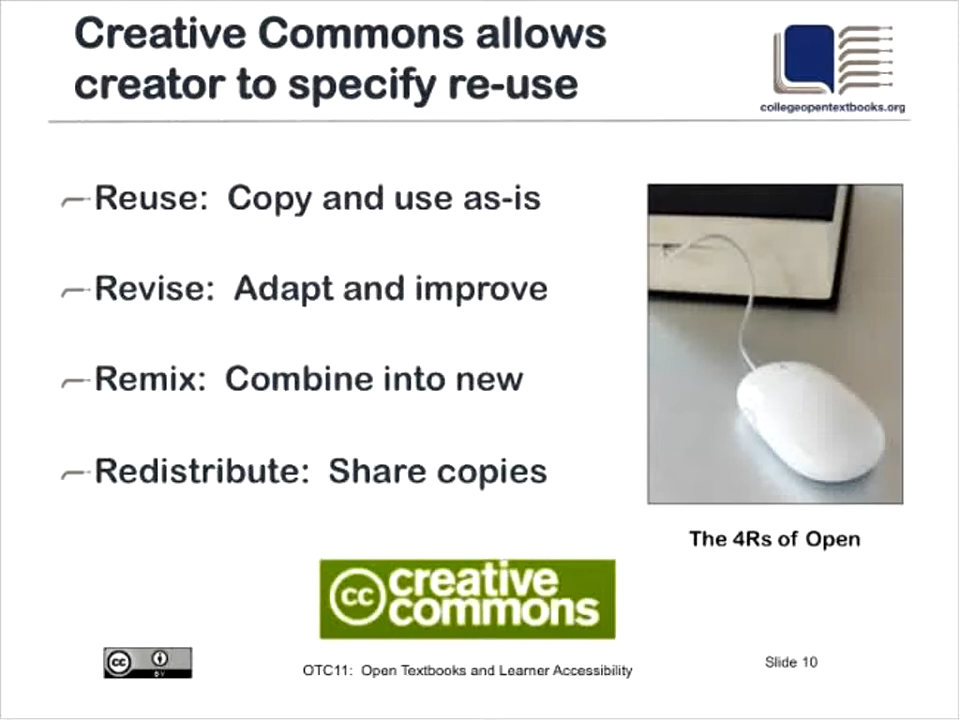 Creative Commons allows
creator to specify re-use
collegeopentextbooks.org
Reuse: Copy and use as-is
Revise: Adapt and improve
Remix: Combine into new
Redistribute: Share copies
The 4Rs of Open
cc creative
commons
cc
BY
OTC11: Open Textbooks and Learner Accessibility
Slide 10